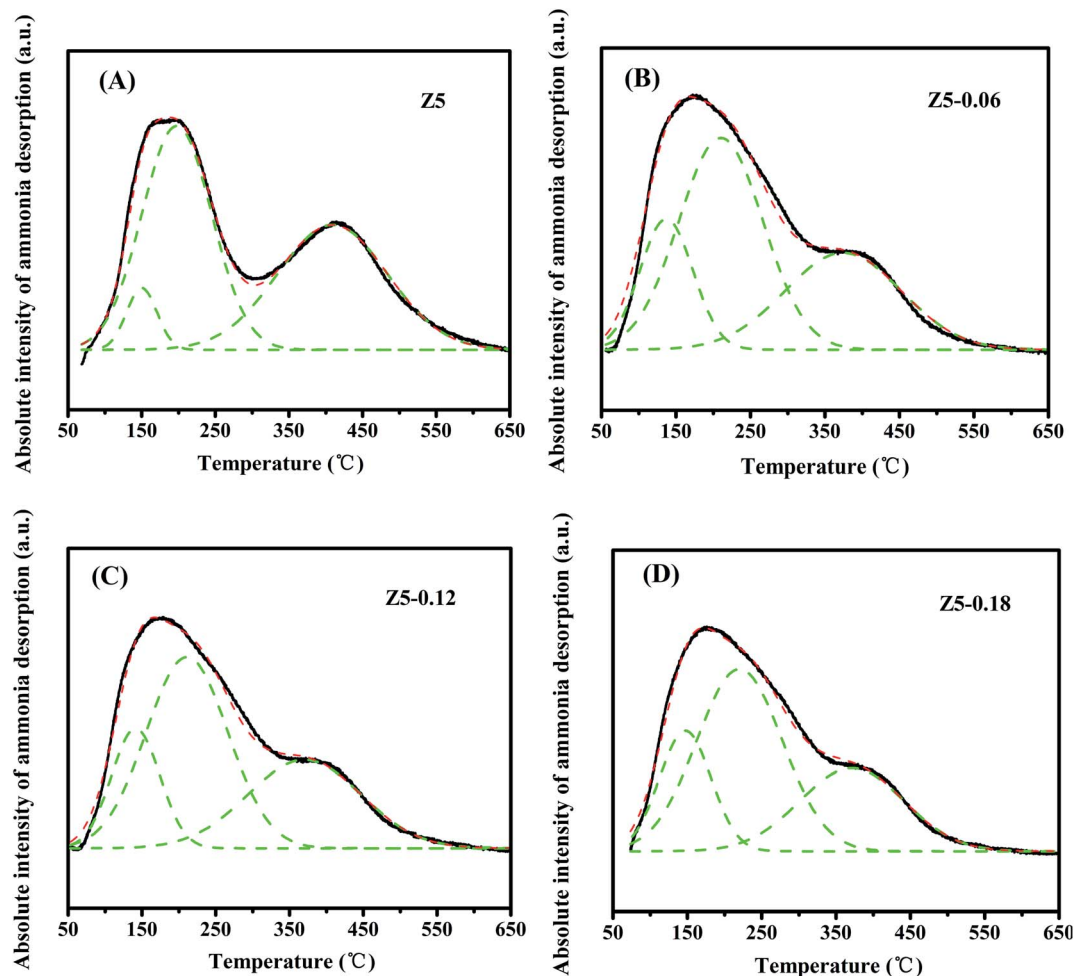 Absolute intensity of ammonia desorption (a.u.)
(A)
Z5
50 150 250 350 450 550 650
Temperature (℃)
Absolute intensity of ammonia desorption (a.u.)
(B)
Z5-0.06
50 150 250 350 450 550 650
Temperature (℃)
Absolute intensity of ammonia desorption (a.u.)
(C)
Z5-0.12
50 150 250 350 450 550 650
Temperature (℃)
Absolute intensity of ammonia desorption (a.u.)
(D)
Z5-0.18
50 150 250 350 450 550 650
Temperature (℃)